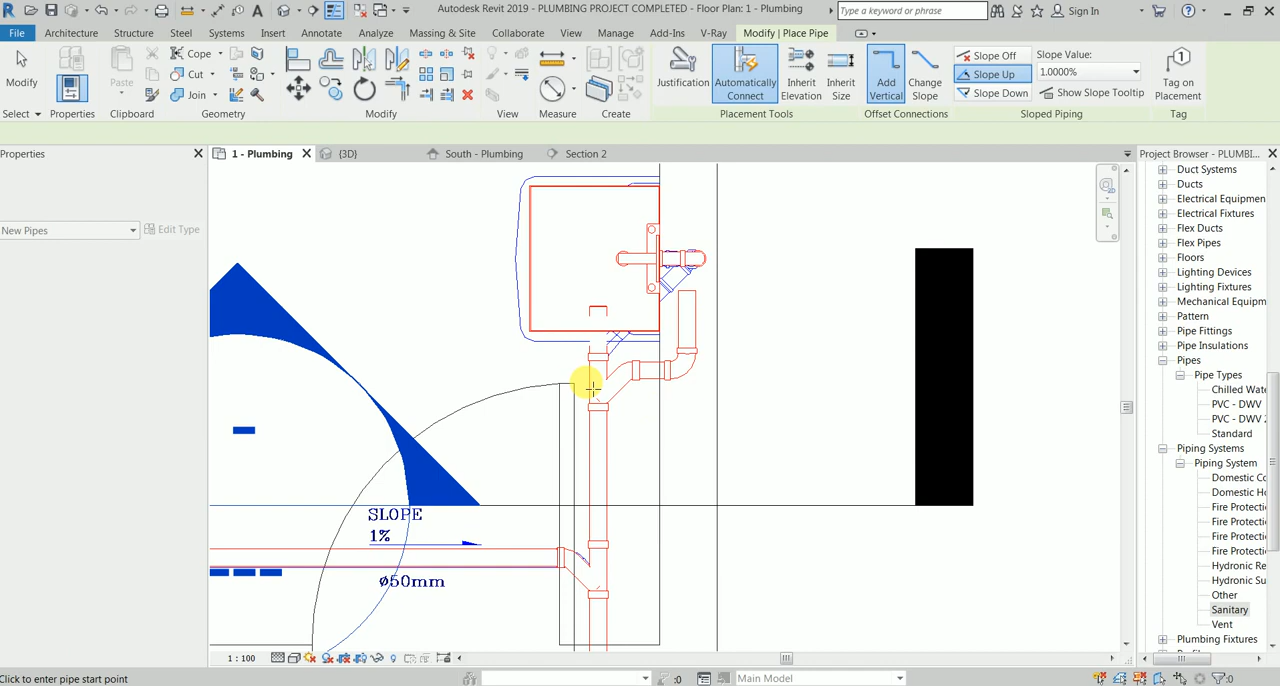 Autodesk Revit 2019 - PLUMBING PROJECT COMPLETED - Floor Plan: 1 - Plumbing
Type a keyword or phrase
Sign In
File
Architecture
Structure
Steel
Systems
Insert
Annotate
Analyze
Massing & Site
Collaborate
View
Manage
Add-Ins
V-Ray
Modify | Place Pipe
Modify
Select
Properties
Paste
Clipboard
Cope
Cut
Join
Geometry
Modify
View
Measure
Create
Justification
Automatically
Connect
Inherit
Elevation
Inherit
Size
Placement Tools
Add
Vertical
Change
Slope
Offset Connections
Slope Off
Slope Up
Slope Down
Slope Value:
1.0000%
Show Slope Tooltip
Sloped Piping
Tag on
Placement
Tag
Properties
1 - Plumbing
{3D}
South - Plumbing
Section 2
Project Browser - PLUMBI...
New Pipes
Edit Type
SLOPE
1%
ø50mm
Duct Systems
Ducts
Electrical Equipmen
Electrical Fixtures
Flex Ducts
Flex Pipes
Floors
Lighting Devices
Lighting Fixtures
Mechanical Equipm
Pattern
Pipe Fittings
Pipe Insulations
Pipes
Pipe Types
Chilled Wate
PVC - DWV
PVC - DWV 2
Standard
Piping Systems
Piping System
Domestic Co
Domestic Ho
Fire Protecti
Fire Protecti
Fire Protecti
Fire Protecti
Hydronic Re
Hydronic Su
Other
Sanitary
Vent
Plumbing Fixtures
1 : 100
Click to enter pipe start point
:0
Main Model
:0